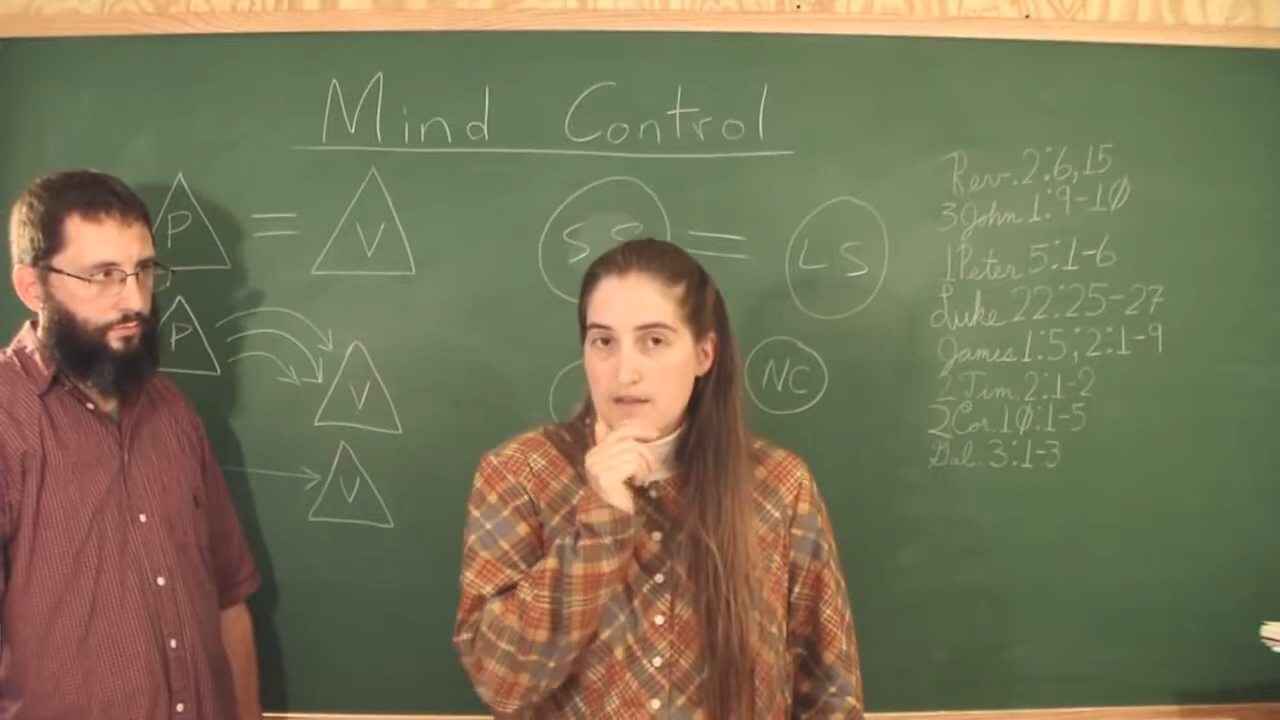 Mind Control
P = V
SS = LS
P
V
NC
V
Rev. 2:6,15
3John 1:9-10
1Peter 5:1-6
Luke 22:25-27
James 1:5; 2:1-9
2 Tim. 2:1-2
2Cor. 10:1-5
Gal. 3:1-3